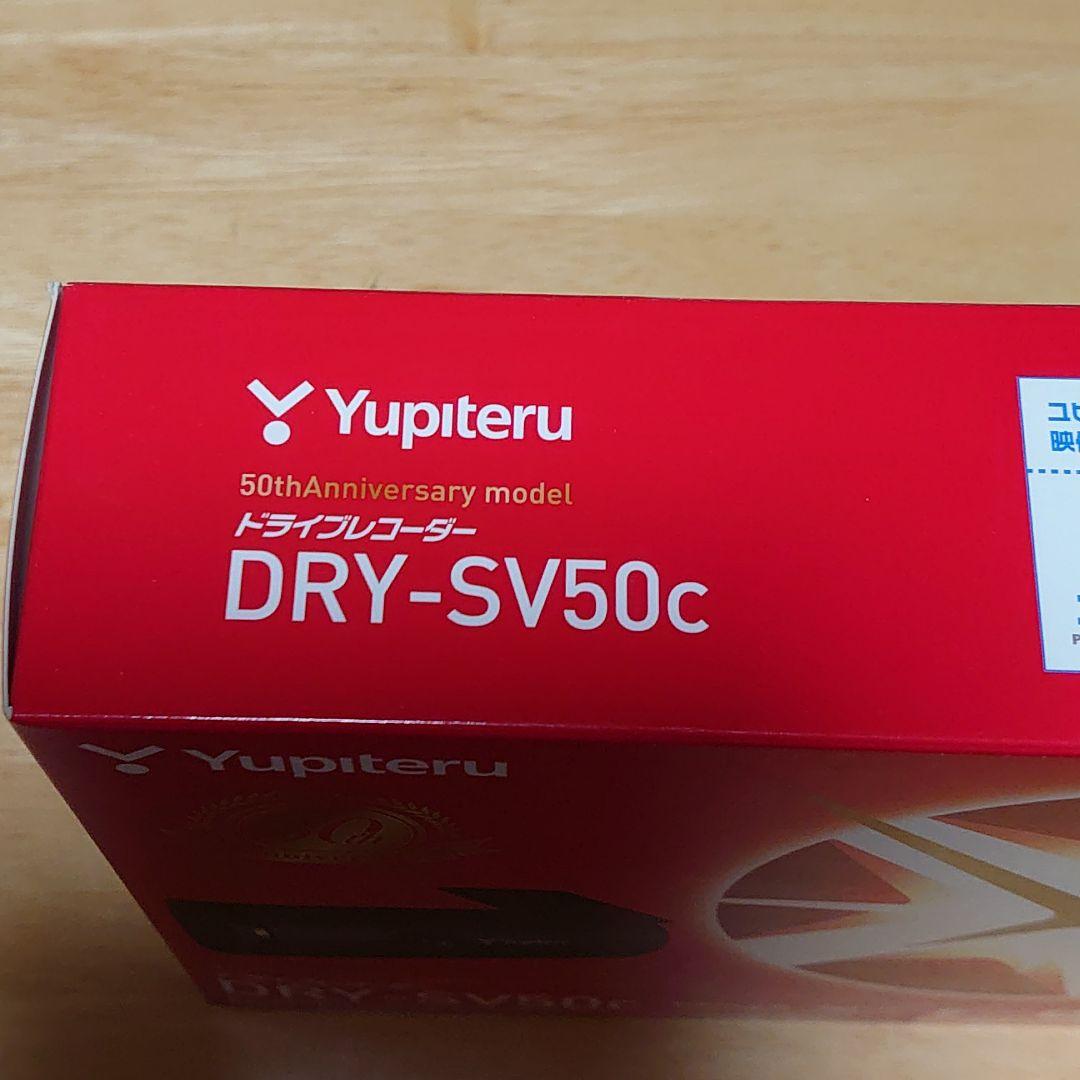 Yupiteru
50thAnniversary model
ドライブレコーダー
DRY-SV50c
Yupiteru
DRY-SV50c